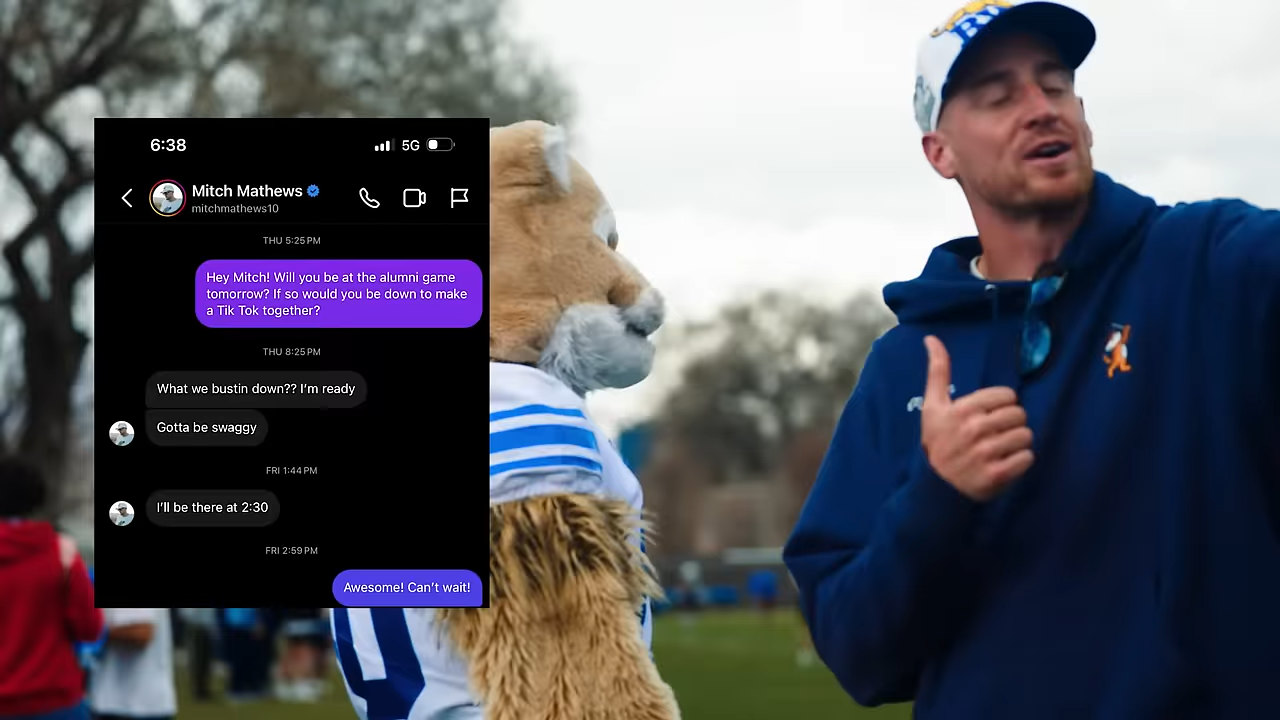 6:38
5G
Mitch Mathews
mitchmathews10
THU 5:25 PM
Hey Mitch! Will you be at the alumni game
tomorrow? If so would you be down to make
a Tik Tok together?
THU 8:25 PM
What we bustin down?? I'm ready
Gotta be swaggy
FRI 1:44 PM
I'll be there at 2:30
FRI 2:59 PM
Awesome! Can't wait!